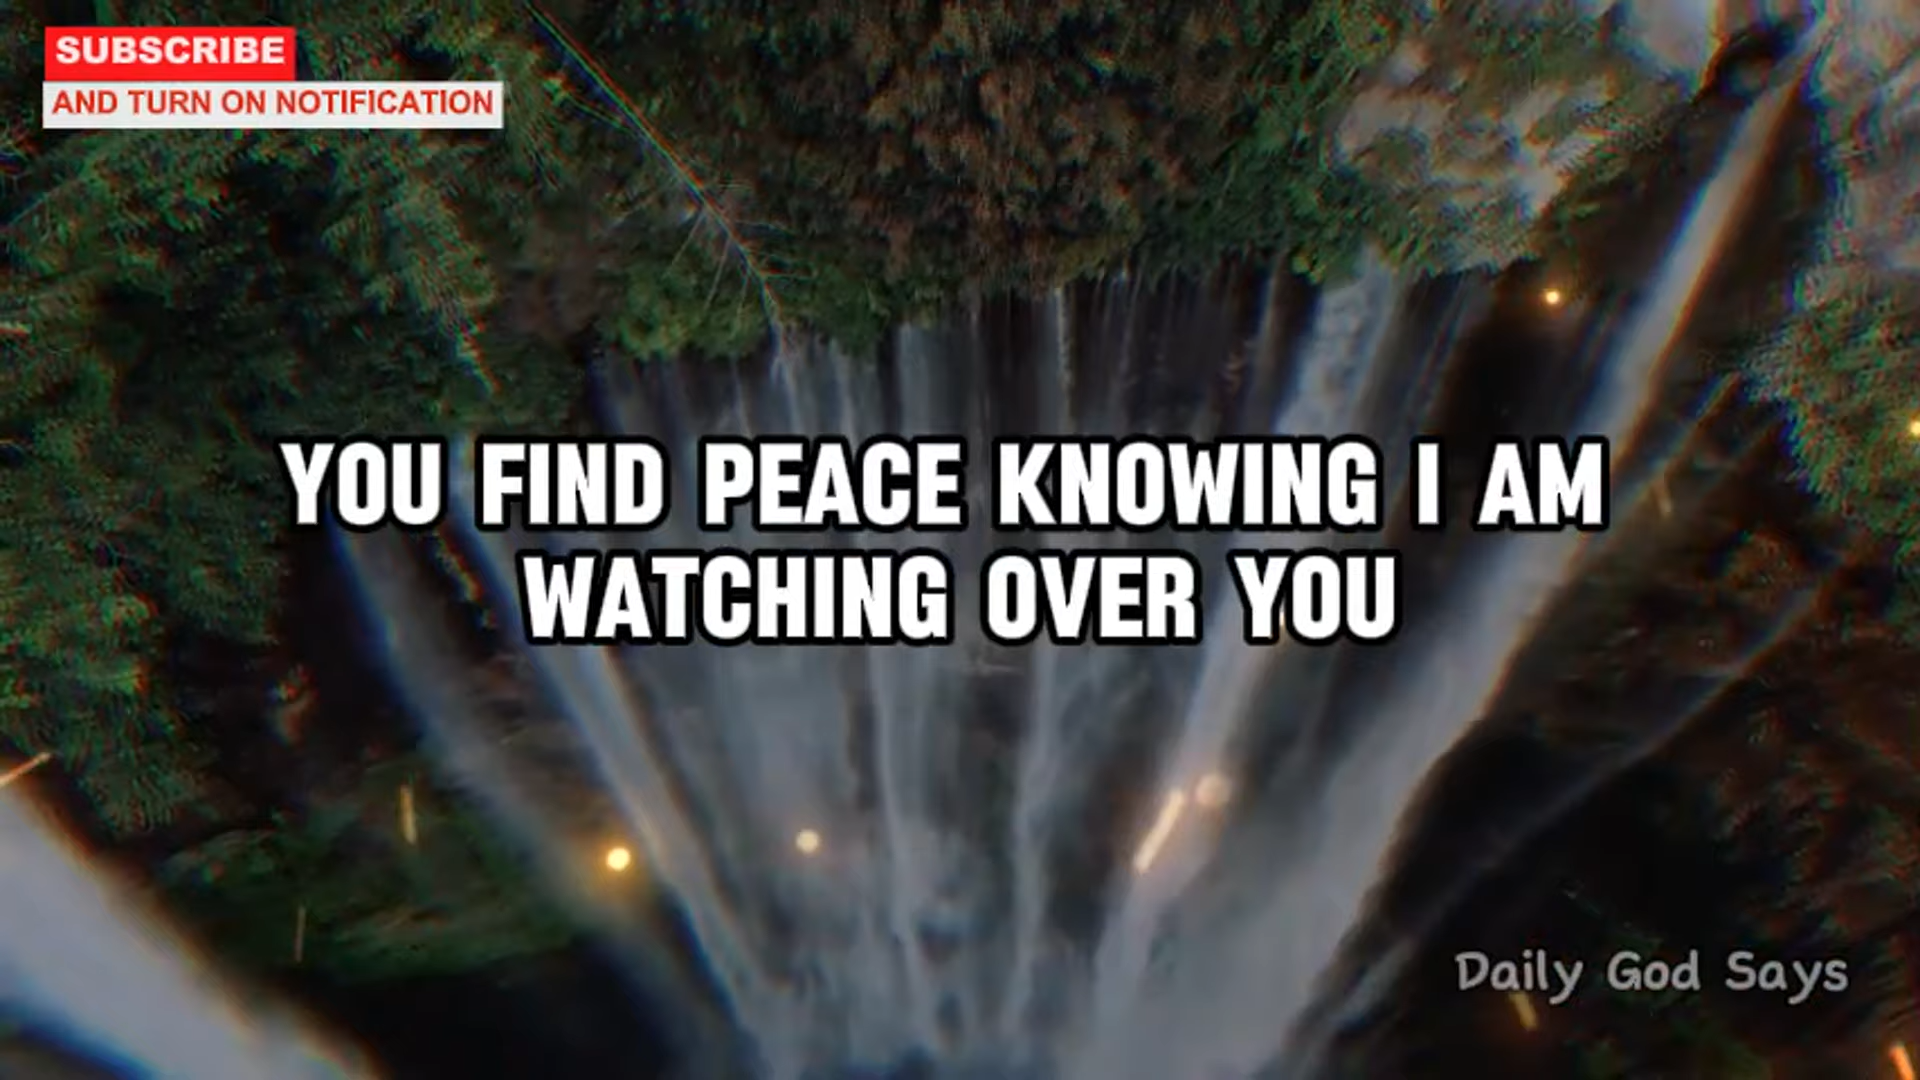 SUBSCRIBE
AND TURN ON NOTIFICATION
YOU FIND PEACE KNOWING I AM
WATCHING OVER YOU
Daily God Says